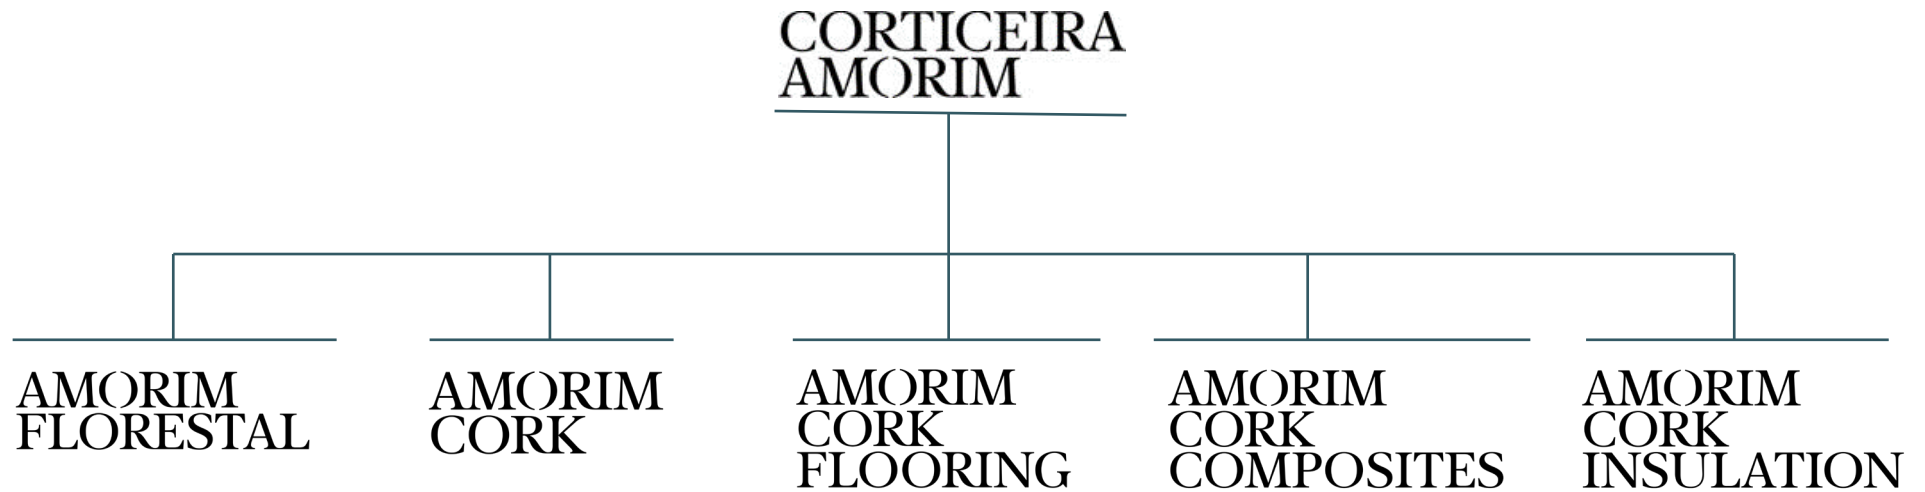 CORTICEIRA
AMORIM
AMORIM
FLORESTAL
AMORIM
CORK
AMORIM
CORK
FLOORING
AMORIM
CORK
COMPOSITES
AMORIM
CORK
INSULATION